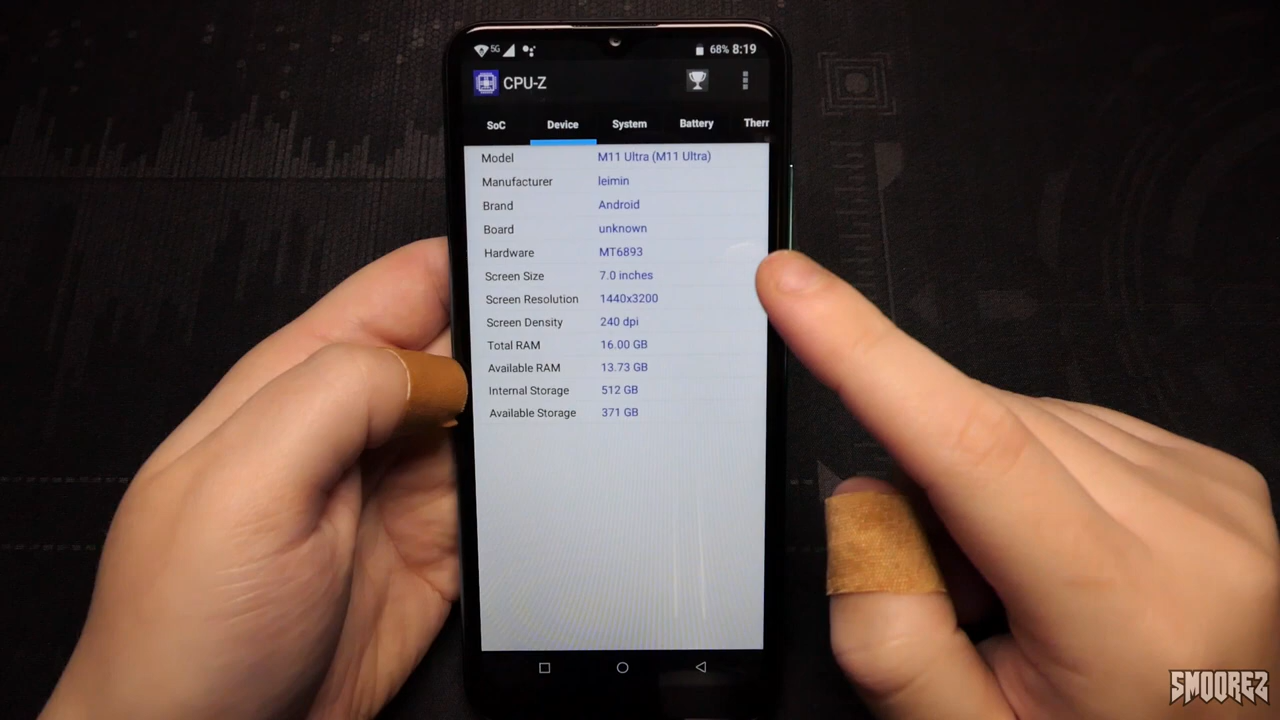 5G 68% 8:19
CPU-Z
SoC Device System Battery Therr
Model M11 Ultra (M11 Ultra)
Manufacturer leimin
Brand Android
Board unknown
Hardware MT6893
Screen Size 7.0 inches
Screen Resolution 1440x3200
Screen Density 240 dpi
Total RAM 16.00 GB
Available RAM 13.73 GB
Internal Storage 512 GB
Available Storage 371 GB
SMOOREZ